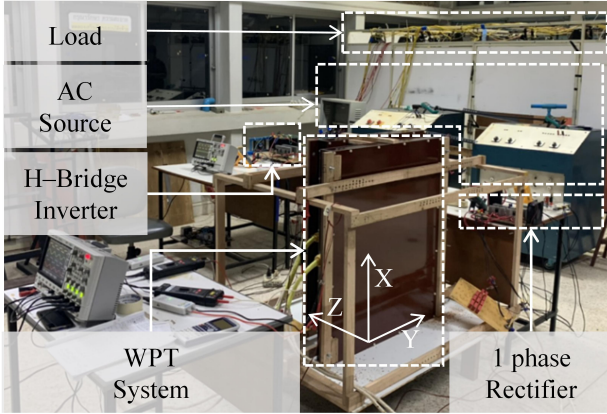 Load
AC
Source
H–Bridge
Inverter
X
Z
Y
WPT
System
1 phase
Rectifier